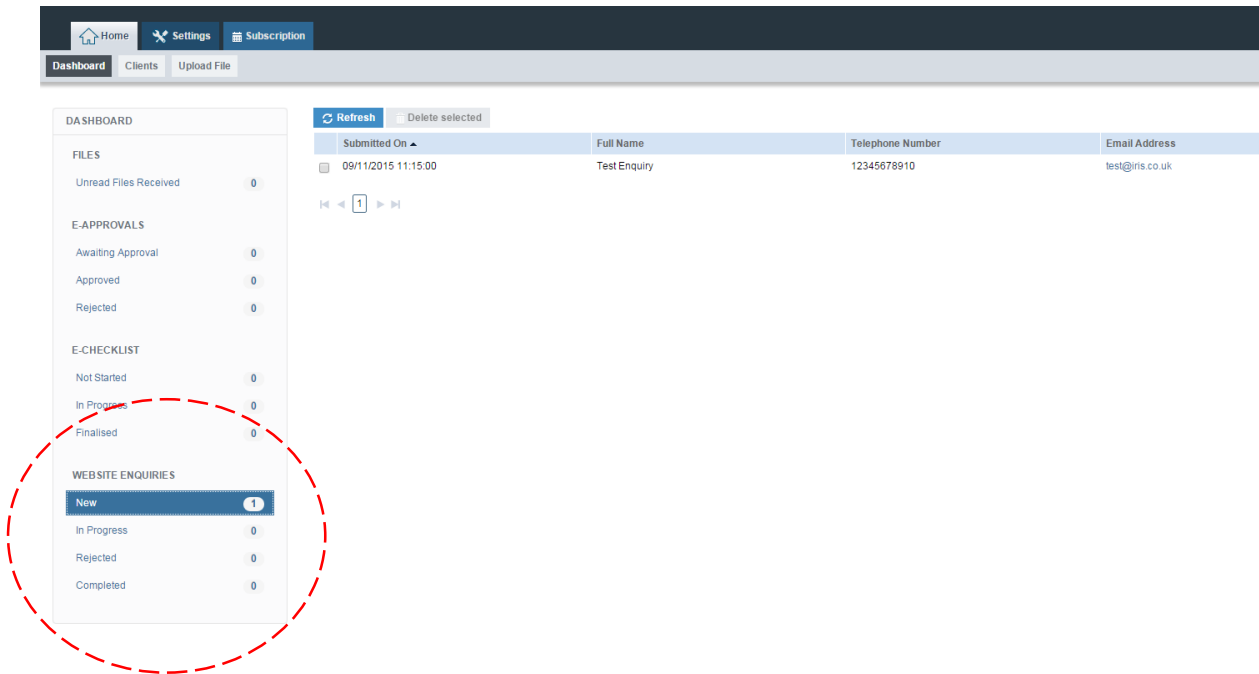 Home Settings Subscription
Dashboard Clients Upload File
DASHBOARD
FILES
Unread Files Received 0
E-APPROVALS
Awaiting Approval 0
Approved 0
Rejected 0
E-CHECKLIST
Not Started 0
In Progress 0
Finalised 0
WEBSITE ENQUIRIES
New 1
In Progress 0
Rejected 0
Completed 0
Refresh Delete selected
Submitted On Full Name Telephone Number Email Address
09/11/2015 11:15:00 Test Enquiry 12345678910 test@iris.co.uk
1